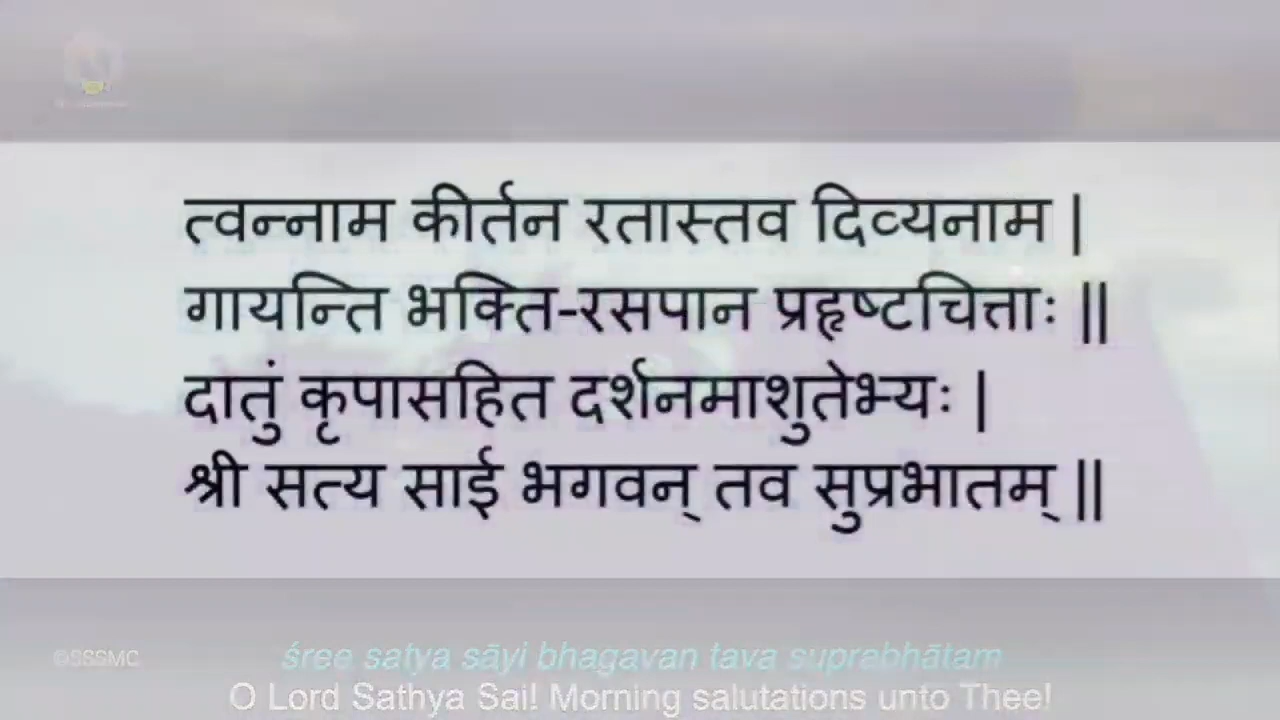 त्वन्नाम कीर्तन रतास्तव दिव्यनाम |
गायन्ति भक्ति-रसपान प्रहृष्टचित्ताः ||
दातुं कृपासहित दर्शनमाशुतेभ्यः |
श्री सत्य साई भगवन् तव सुप्रभातम् ||
©SSSMC
śree satya sāyi bhagavan tava suprabhātam
O Lord Sathya Sai! Morning salutations unto Thee!